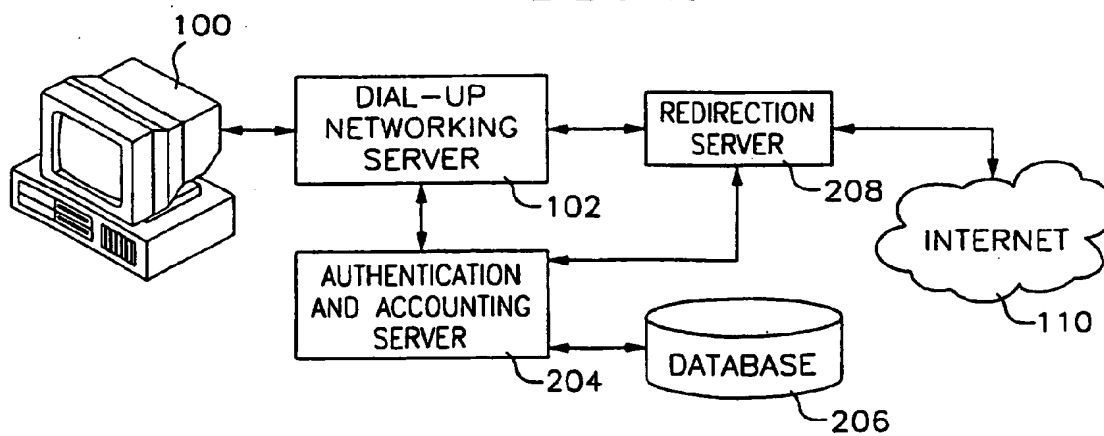 100
DIAL-UP
NETWORKING
SERVER
102
REDIRECTION
SERVER
208
INTERNET
110
AUTHENTICATION
AND ACCOUNTING
SERVER
204
DATABASE
206